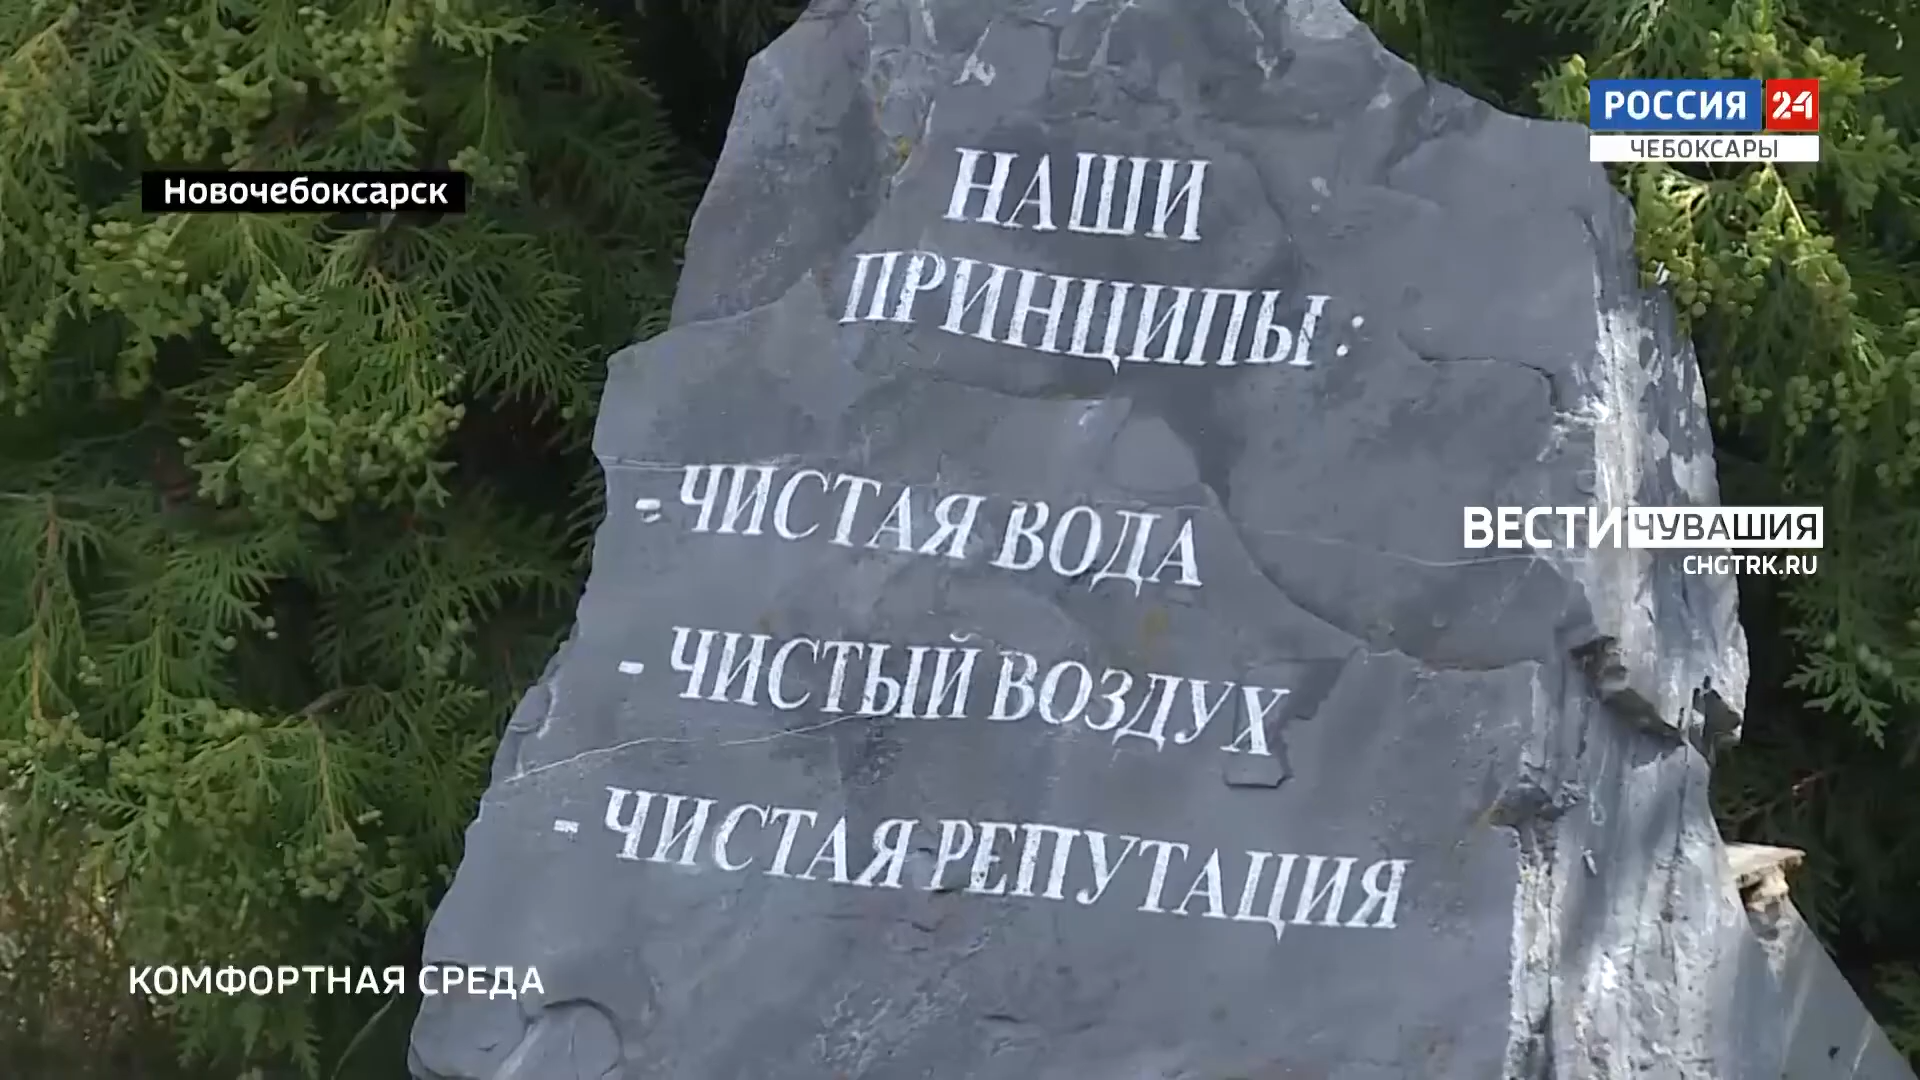 РОССИЯ 24
ЧЕБОКСАРЫ
Новочебоксарск
НАШИ
ПРИНЦИПЫ:
- ЧИСТАЯ ВОДА
- ЧИСТЫЙ ВОЗДУХ
- ЧИСТАЯ РЕПУТАЦИЯ
ВЕСТИ ЧУВАШИЯ
CHGTRK.RU
КОМФОРТНАЯ СРЕДА